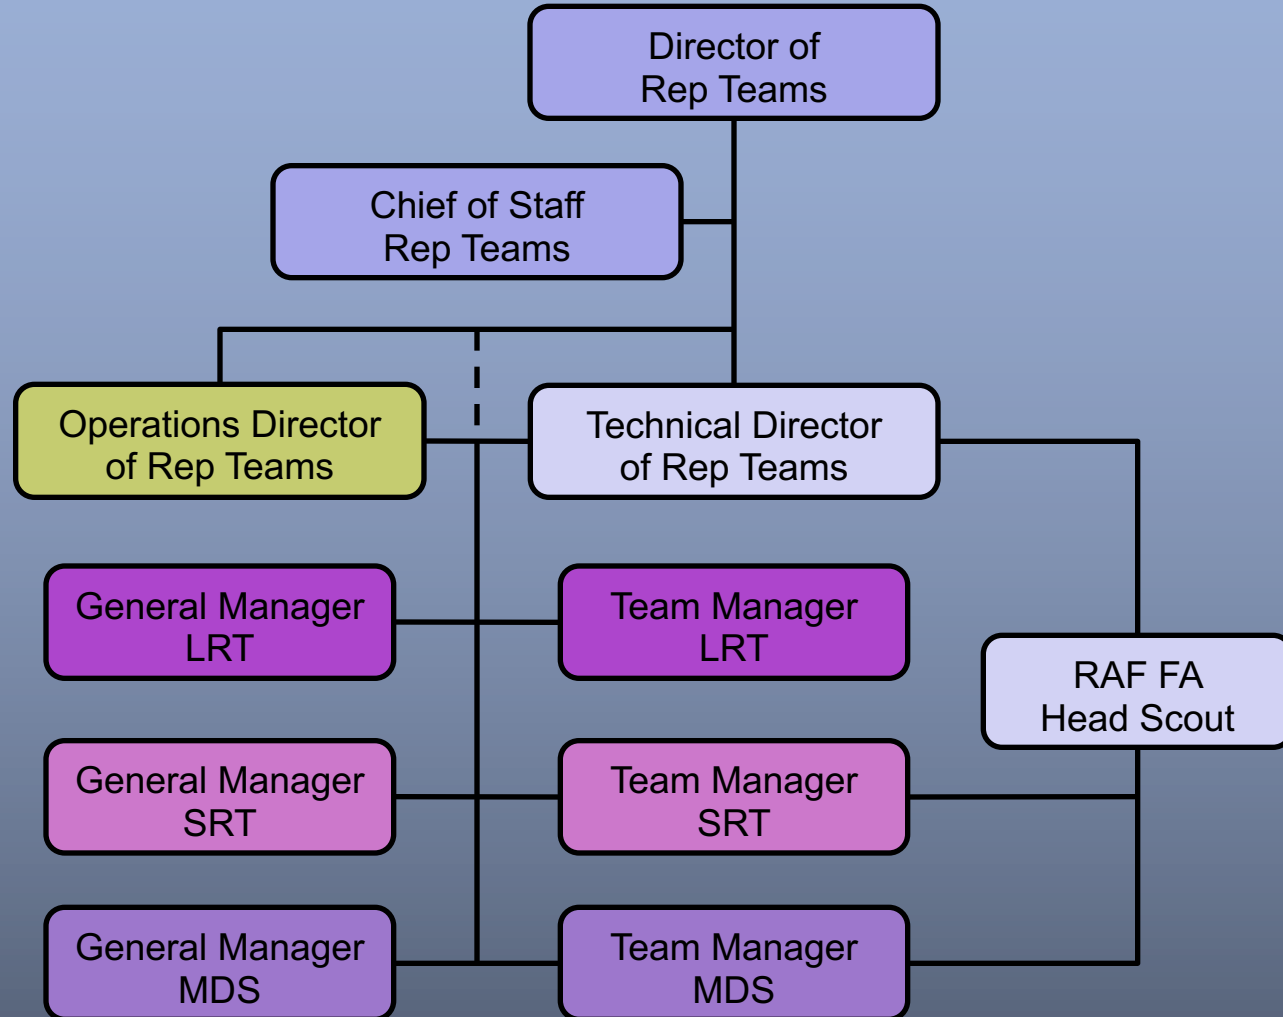 Director of
Rep Teams
Chief of Staff
Rep Teams
Operations Director
of Rep Teams
Technical Director
of Rep Teams
General Manager
LRT
Team Manager
LRT
RAF FA
Head Scout
General Manager
SRT
Team Manager
SRT
General Manager
MDS
Team Manager
MDS